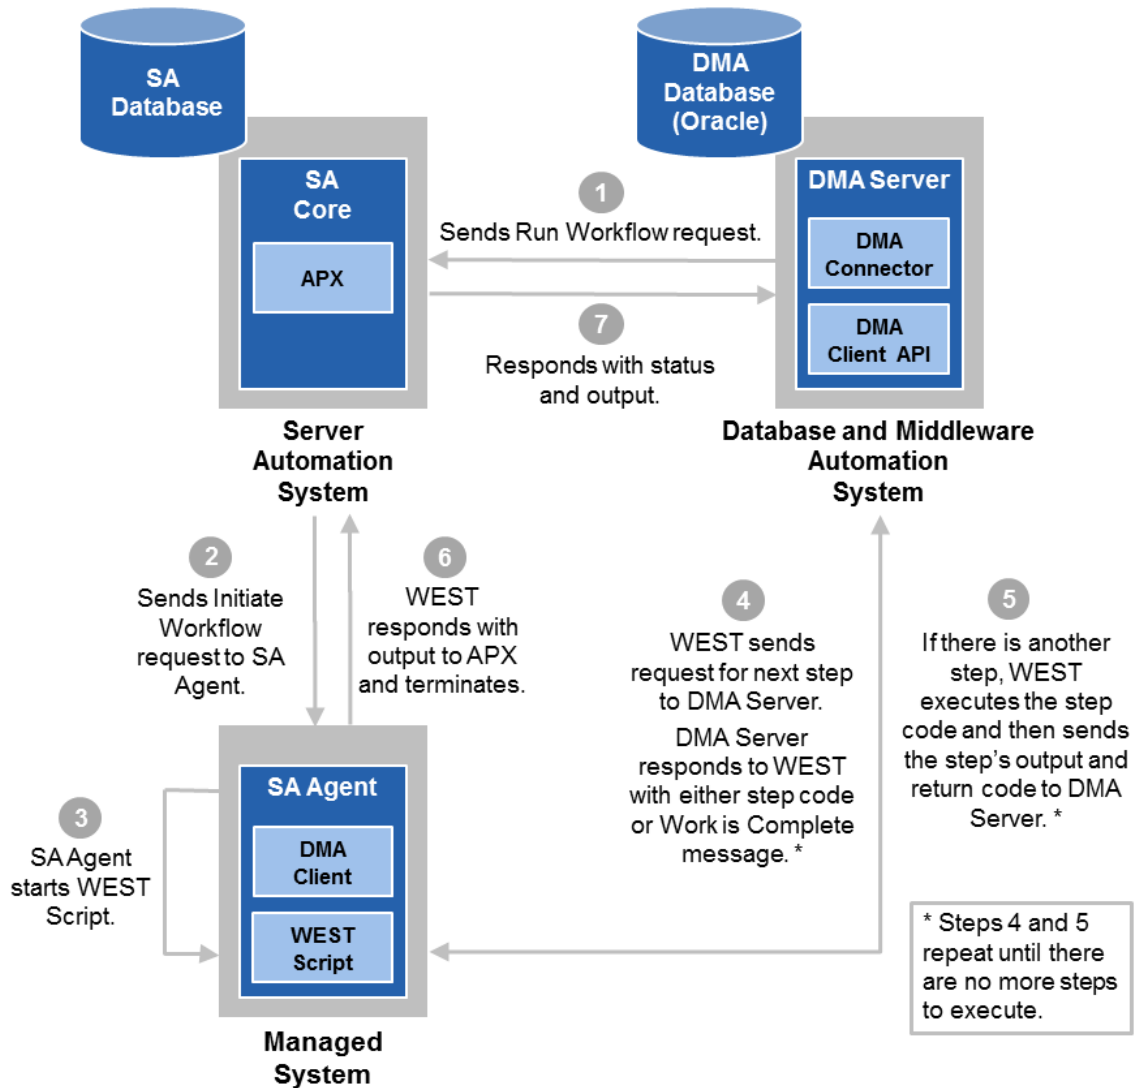 SA
Database
DMA
Database
(Oracle)
SA
Core
APX
DMA Server
DMA
Connector
DMA
Client API
1
Sends Run Workflow request.
7
Responds with status
and output.
Server
Automation
System
Database and Middleware
Automation
System
2
Sends Initiate
Workflow
request to SA
Agent.
6
WEST
responds with
output to APX
and terminates.
4
WEST sends
request for next step
to DMA Server.
DMA Server
responds to WEST
with either step code
or Work is Complete
message. *
5
If there is another
step, WEST
executes the step
code and then sends
the step's output and
return code to DMA
Server. *
3
SA Agent
starts WEST
Script.
SA Agent
DMA
Client
WEST
Script
* Steps 4 and 5
repeat until there
are no more steps
to execute.
Managed
System